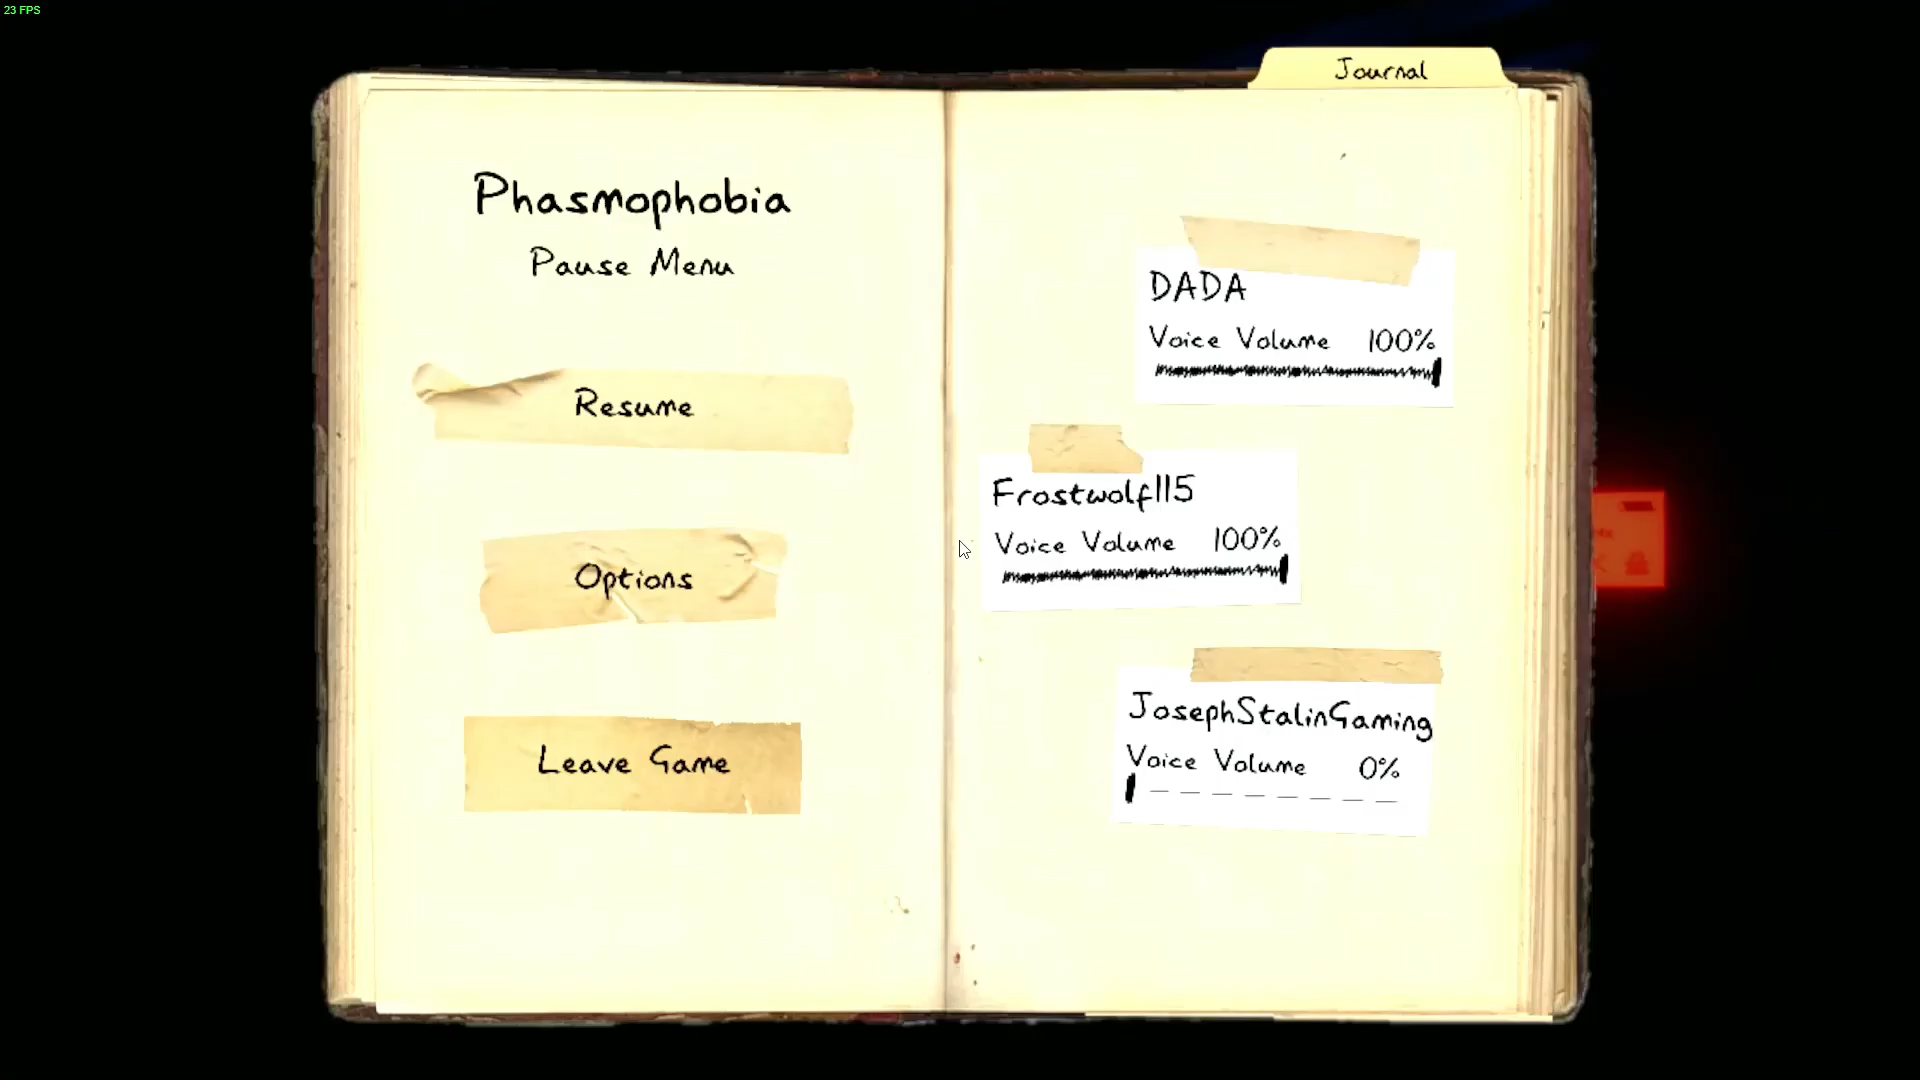 23 FPS
Journal
Phasmophobia
Pause Menu
Resume
Options
Leave Game
DADA
Voice Volume 100%
Frostwolf115
Voice Volume 100%
JosephStalinGaming
Voice Volume 0%